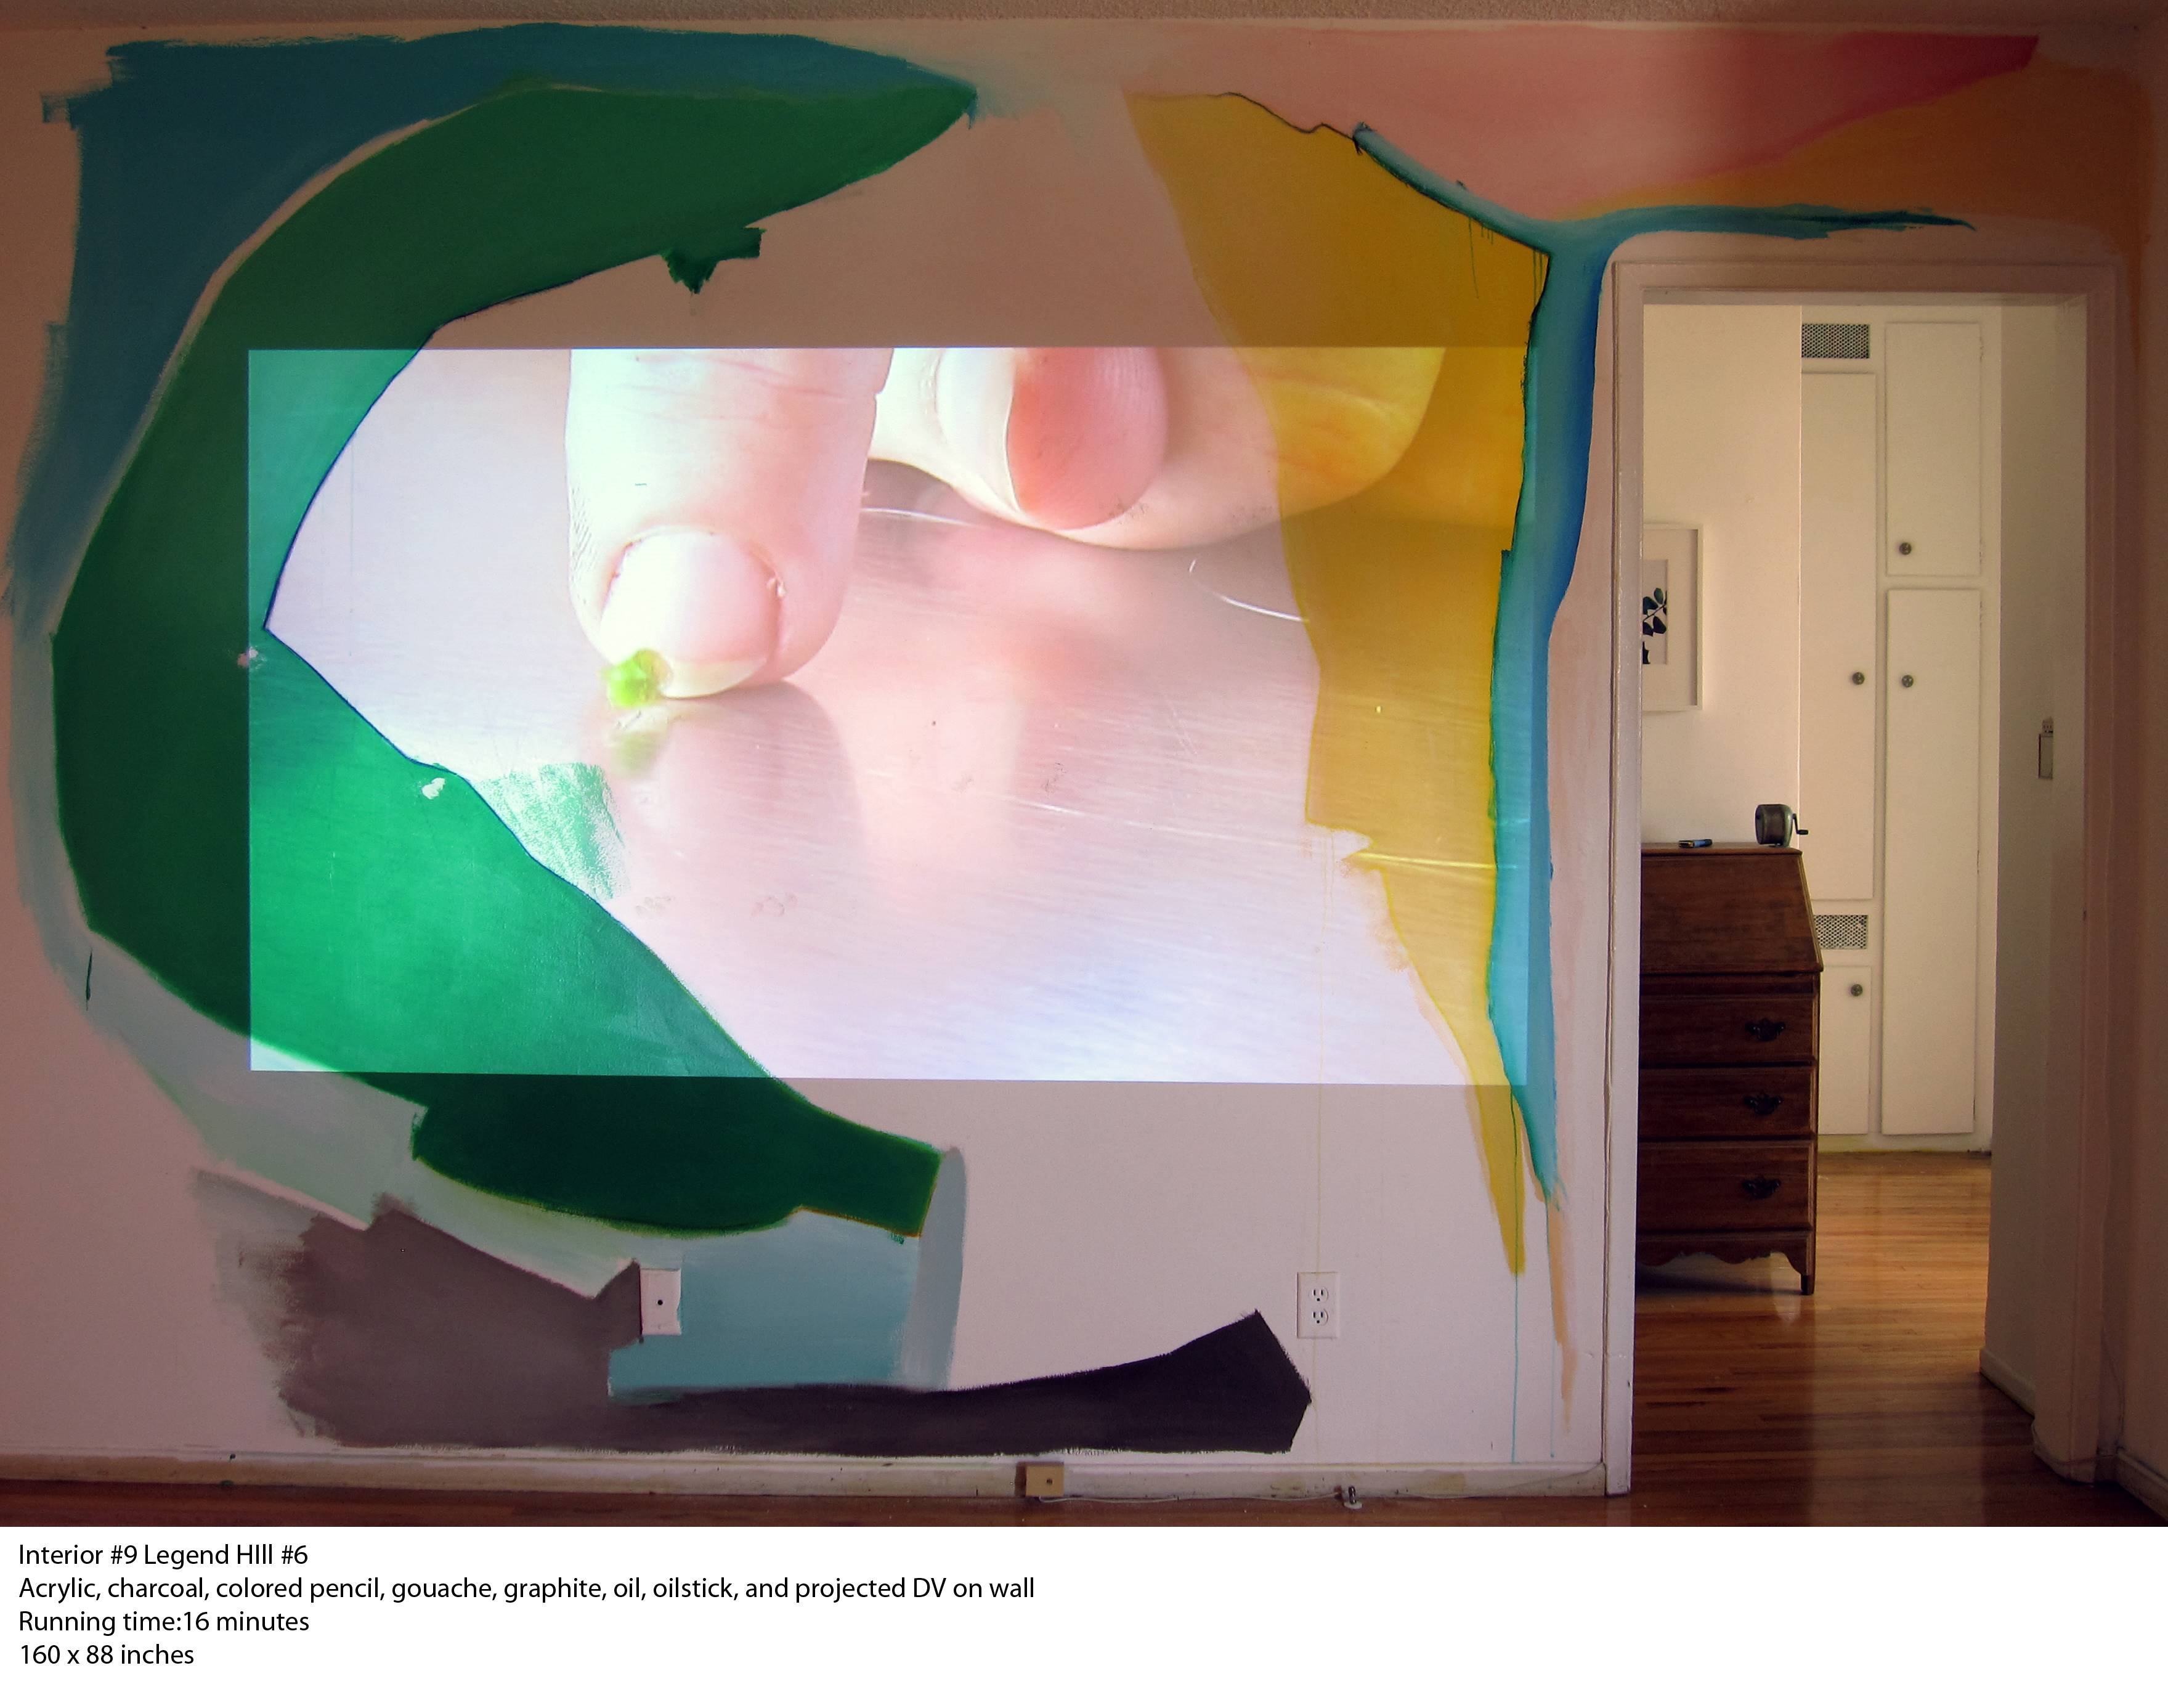 Interior #9 Legend HIll #6
Acrylic, charcoal, colored pencil, gouache, graphite, oil, oilstick, and projected DV on wall
Running time:16 minutes
160 x 88 inches